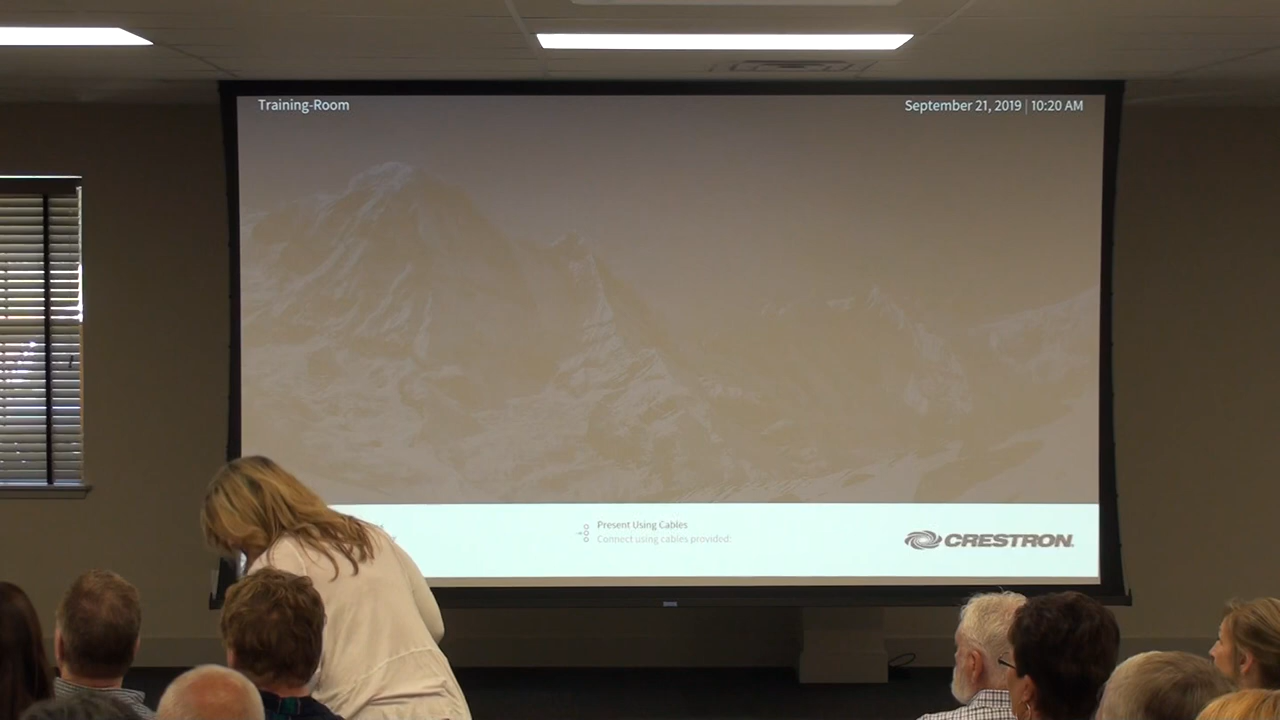 Training-Room
September 21, 2019 | 10:20 AM
Present Using Cables
Connect using cables provided:
CRESTRON